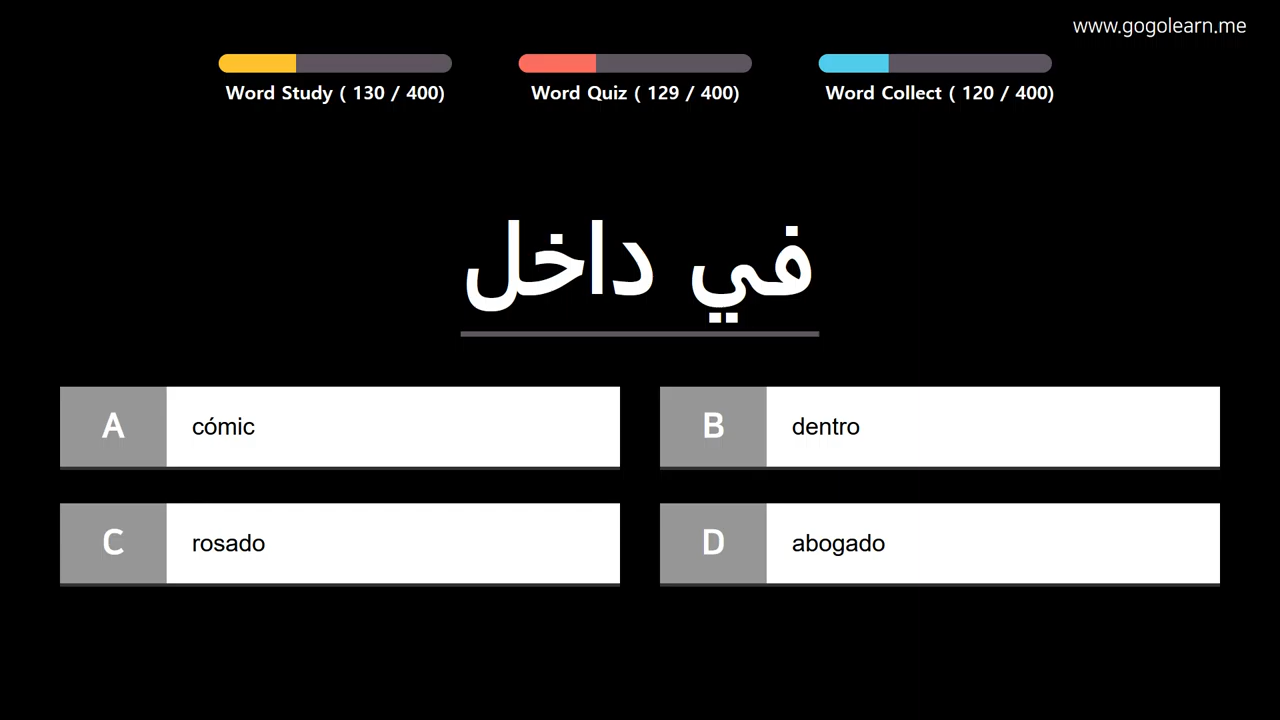 www.gogolearn.me
Word Study ( 130 / 400)
Word Quiz ( 129 / 400)
Word Collect ( 120 / 400)
في داخل
A cómic
B dentro
C rosado
D abogado